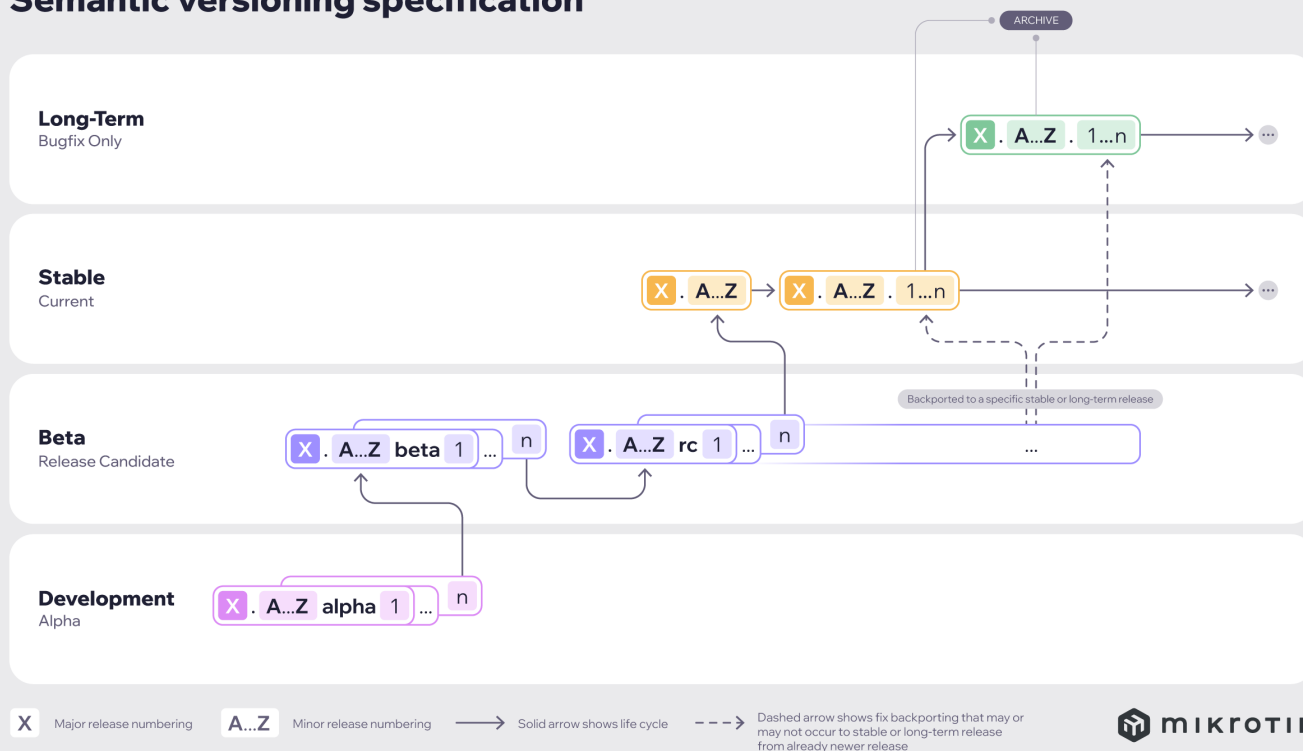 Semantic versioning specification
ARCHIVE
Long-Term
Bugfix Only
X . A...Z . 1...n
...
Stable
Current
X . A...Z
X . A...Z . 1...n
...
Backported to a specific stable or long-term release
Beta
Release Candidate
X . A...Z beta 1 ... n
X . A...Z rc 1 ... n
...
Development
Alpha
X . A...Z alpha 1 ... n
X Major release numbering
A...Z Minor release numbering
Solid arrow shows life cycle
Dashed arrow shows fix backporting that may or
may not occur to stable or long-term release
from already newer release